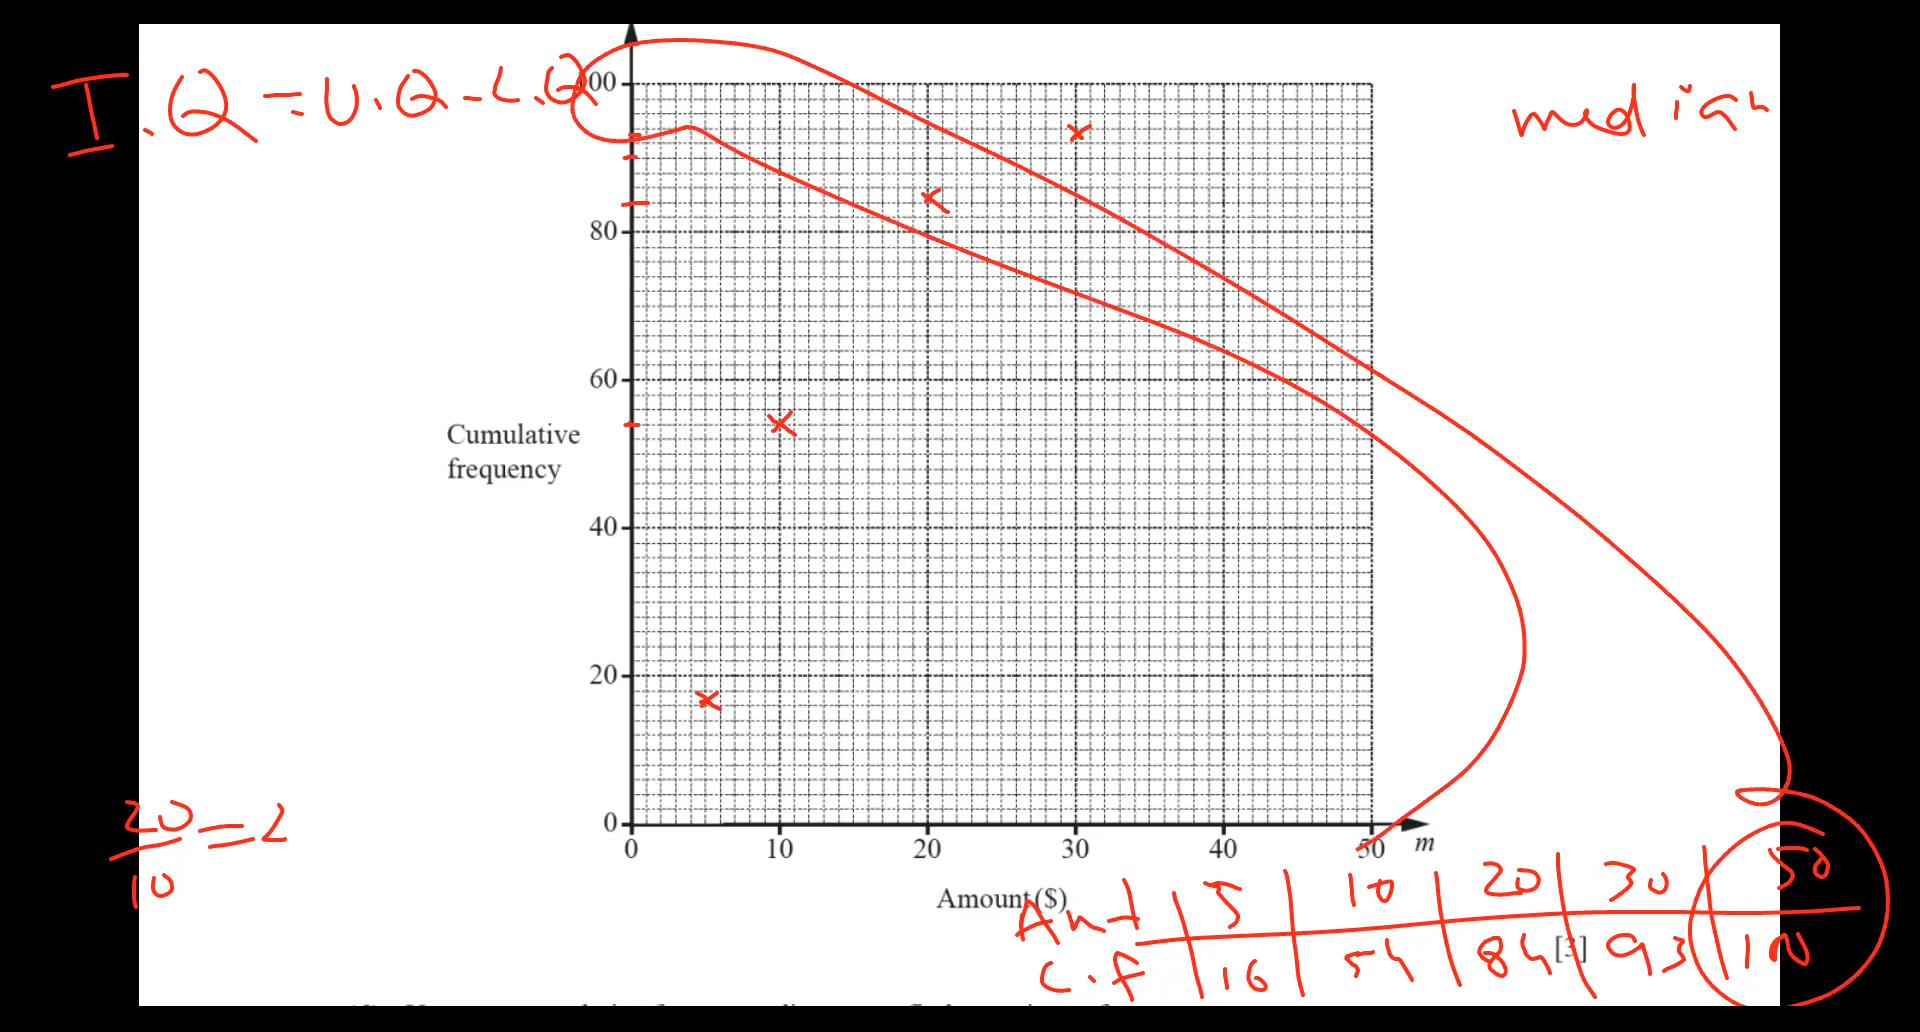 I.Q = U.Q - L.Q
median
100
80
60
Cumulative
frequency
40
20
0
0 10 20 30 40 50 m
Amount ($)
20/10 = 2
Amt 5 10 20 30 50
C.f 16 54 84 93 100
[3]